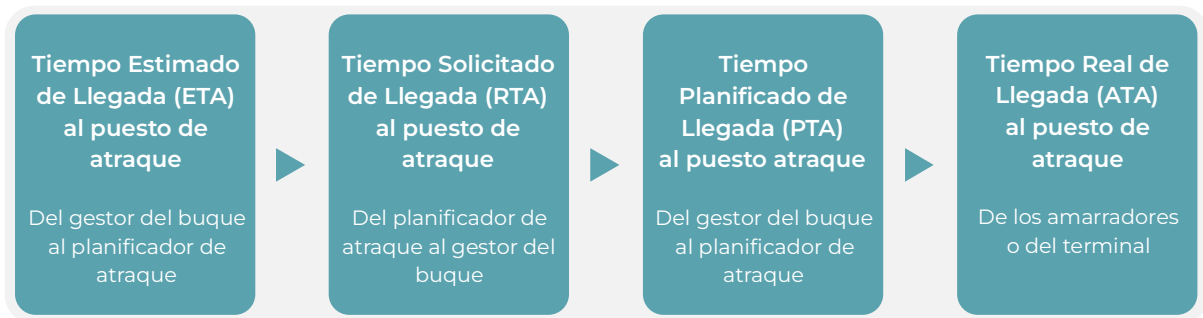 Tiempo Estimado
de Llegada (ETA)
al puesto de
atraque
Del gestor del buque
al planificador de
atraque
Tiempo Solicitado
de Llegada (RTA)
al puesto de
atraque
Del planificador de
atraque al gestor del
buque
Tiempo
Planificado de
Llegada (PTA)
al puesto atraque
Del gestor del buque
al planificador de
atraque
Tiempo Real de
Llegada (ATA)
al puesto de
atraque
De los amarradores
o del terminal